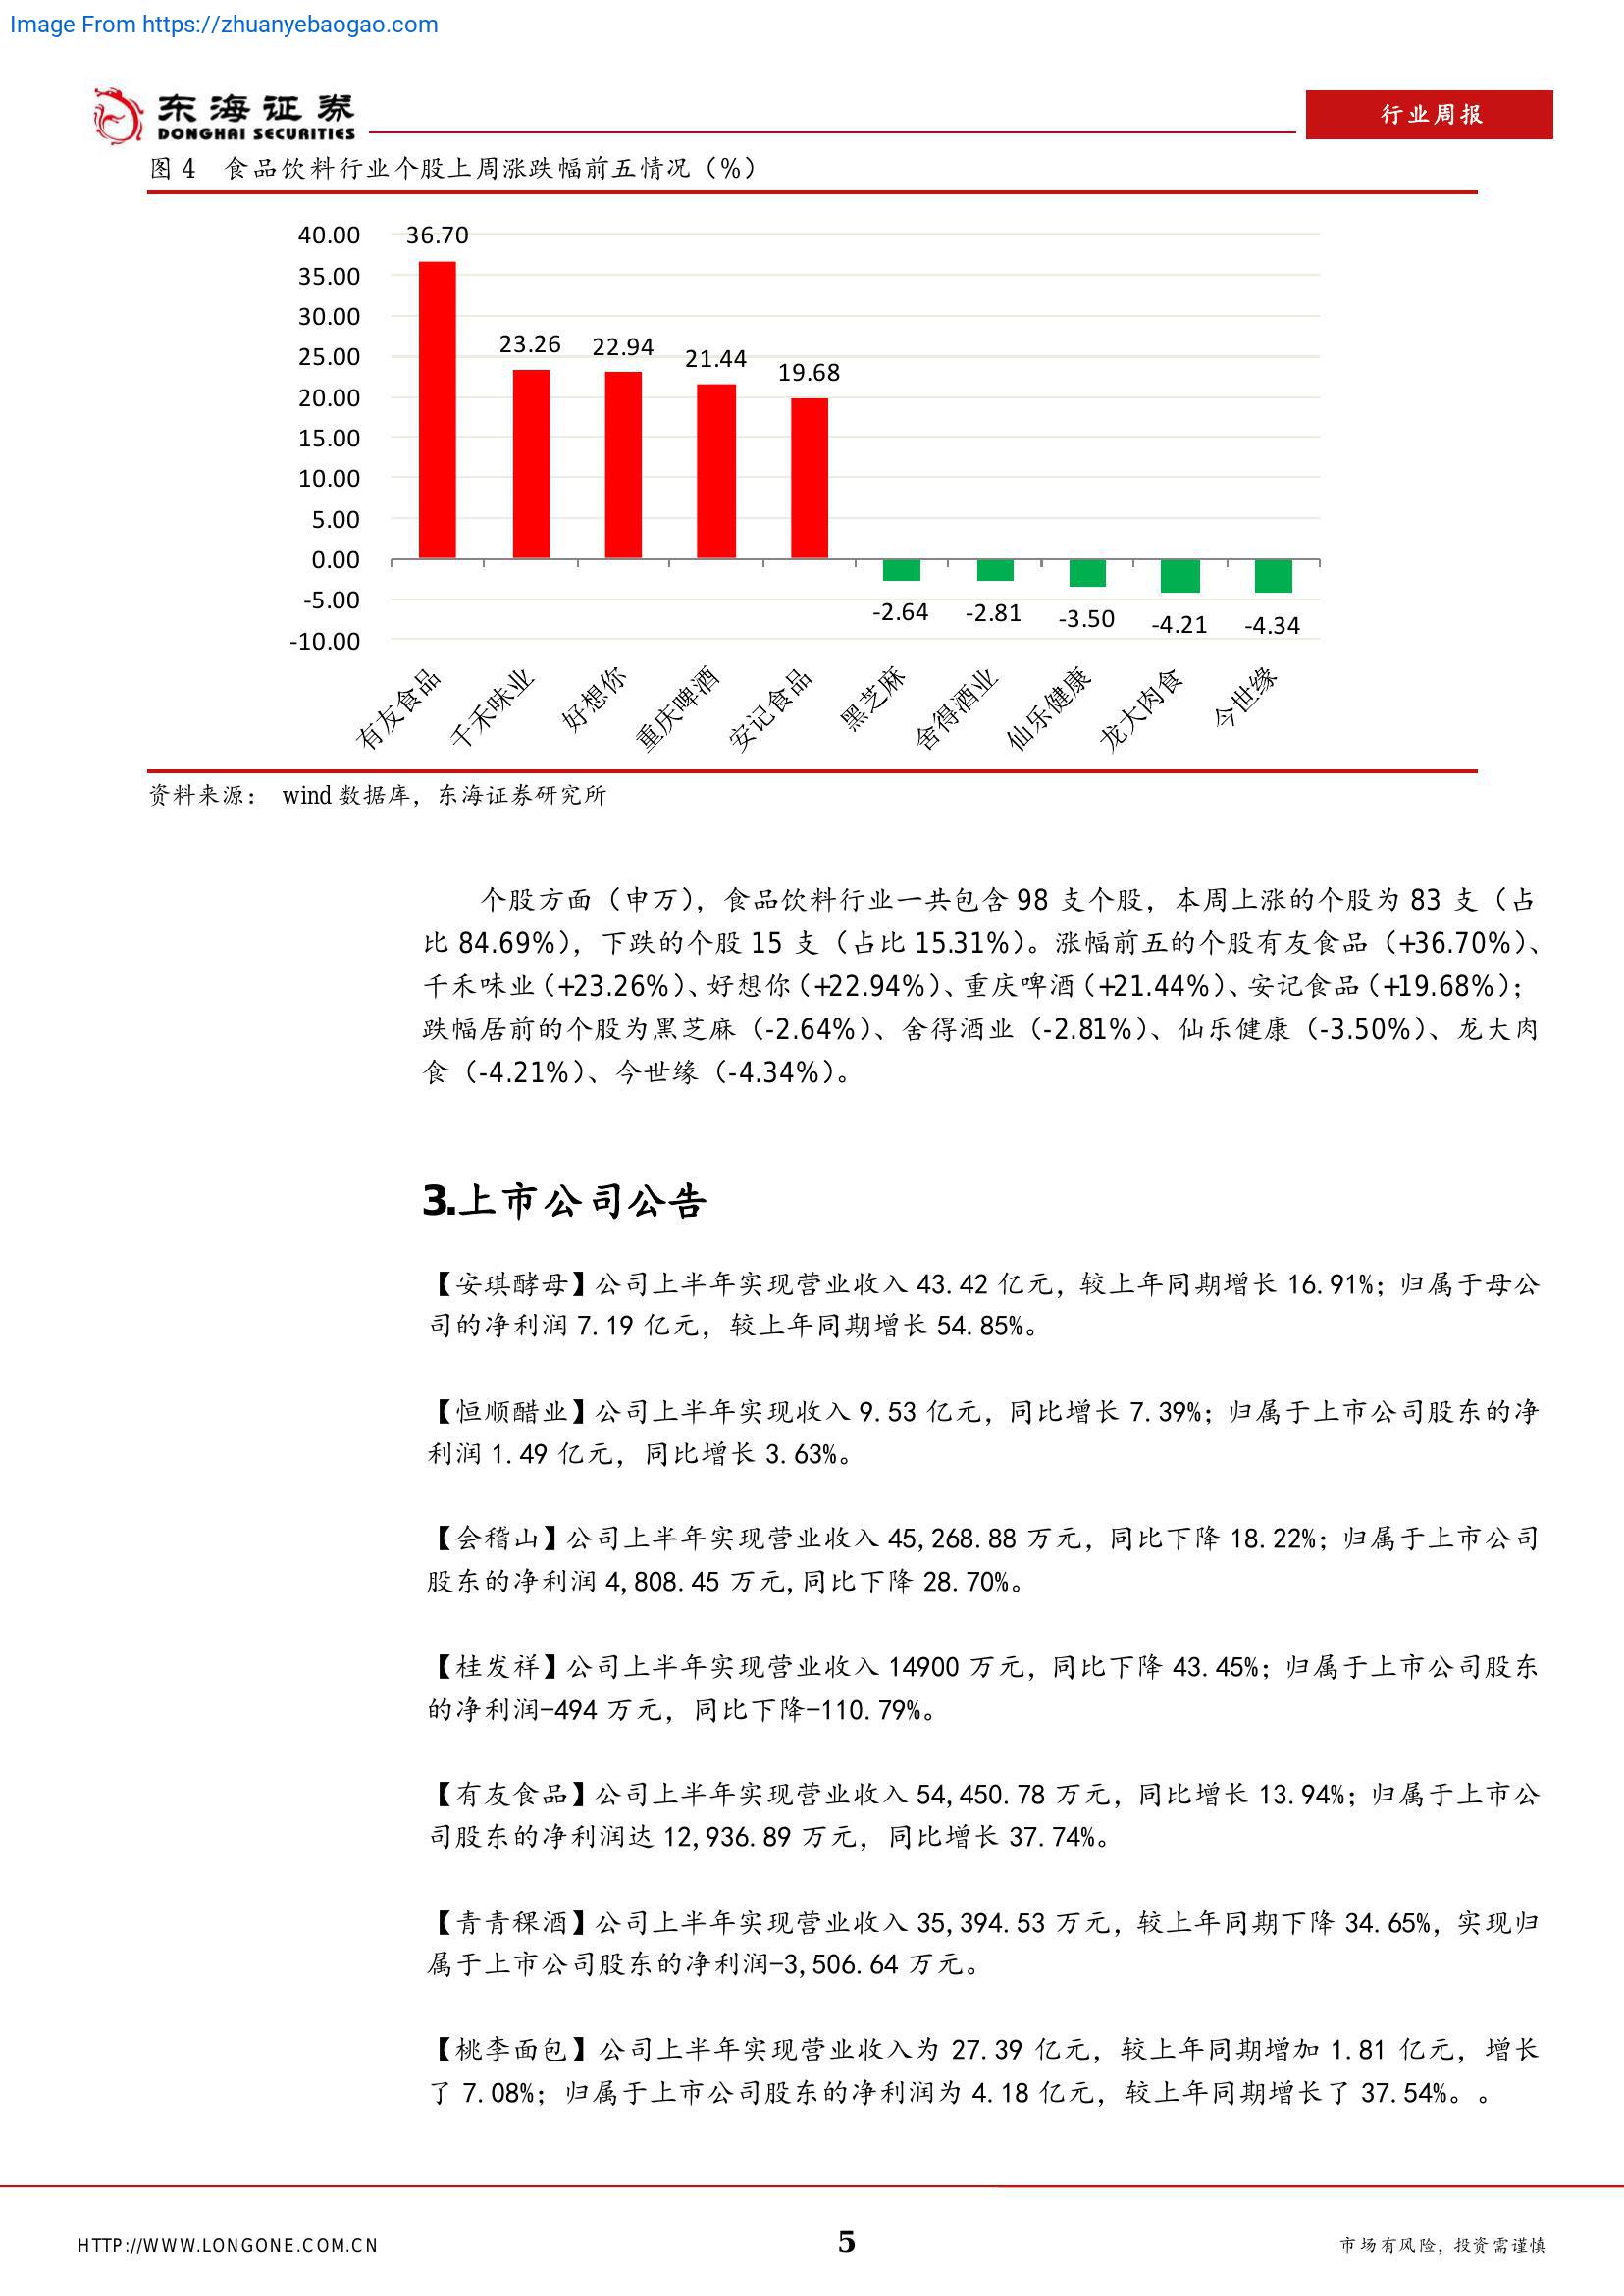 Image From https://zhuanyebaogao.com
东海证券
DONGHAI SECURITIES
行业周报
图 4 食品饮料行业个股上周涨跌幅前五情况（%）
40.00
35.00
30.00
25.00
20.00
15.00
10.00
5.00
0.00
-5.00
-10.00
36.70
23.26
22.94
21.44
19.68
-2.64
-2.81
-3.50
-4.21
-4.34
有友食品
千禾味业
好想你
重庆啤酒
安记食品
黑芝麻
舍得酒业
仙乐健康
龙大肉食
今世缘
资料来源： wind 数据库，东海证券研究所
个股方面（申万），食品饮料行业一共包含 98 支个股，本周上涨的个股为 83 支（占
比 84.69%），下跌的个股 15 支（占比 15.31%）。涨幅前五的个股有友食品（+36.70%）、
千禾味业（+23.26%）、好想你（+22.94%）、重庆啤酒（+21.44%）、安记食品（+19.68%）；
跌幅居前的个股为黑芝麻（-2.64%）、舍得酒业（-2.81%）、仙乐健康（-3.50%）、龙大肉
食（-4.21%）、今世缘（-4.34%）。
3.上市公司公告
【安琪酵母】公司上半年实现营业收入 43.42 亿元，较上年同期增长 16.91%；归属于母公
司的净利润 7.19 亿元，较上年同期增长 54.85%。
【恒顺醋业】公司上半年实现收入 9.53 亿元，同比增长 7.39%；归属于上市公司股东的净
利润 1.49 亿元，同比增长 3.63%。
【会稽山】公司上半年实现营业收入 45,268.88 万元，同比下降 18.22%；归属于上市公司
股东的净利润 4,808.45 万元,同比下降 28.70%。
【桂发祥】公司上半年实现营业收入 14900 万元，同比下降 43.45%；归属于上市公司股东
的净利润-494 万元，同比下降-110.79%。
【有友食品】公司上半年实现营业收入 54,450.78 万元，同比增长 13.94%；归属于上市公
司股东的净利润达 12,936.89 万元，同比增长 37.74%。
【青青稞酒】公司上半年实现营业收入 35,394.53 万元，较上年同期下降 34.65%，实现归
属于上市公司股东的净利润-3,506.64 万元。
【桃李面包】公司上半年实现营业收入为 27.39 亿元，较上年同期增加 1.81 亿元，增长
了 7.08%；归属于上市公司股东的净利润为 4.18 亿元，较上年同期增长了 37.54%。。
HTTP://WWW.LONGONE.COM.CN
5
市场有风险，投资需谨慎